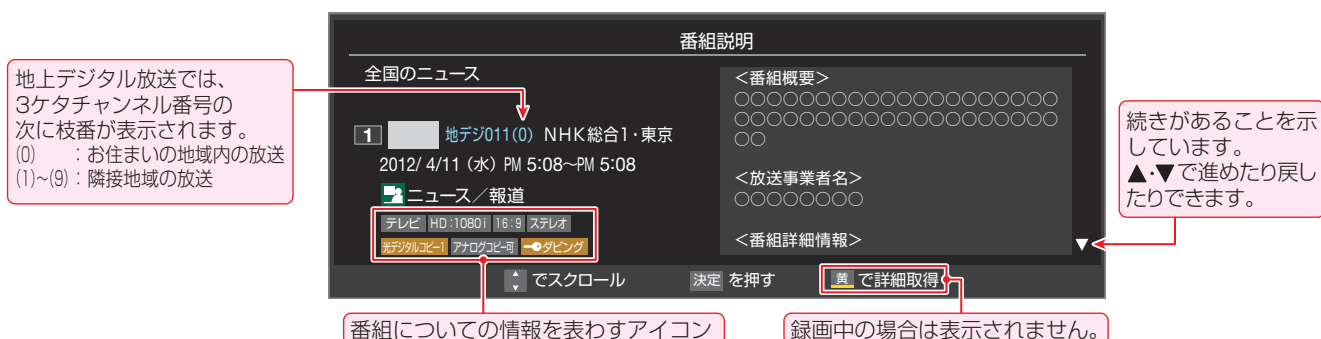 番組説明
地上デジタル放送では、
3ケタチャンネル番号の
次に枝番が表示されます。
(0)　：お住まいの地域内の放送
(1)~(9)：隣接地域の放送
全国のニュース
1 地デジ011(0) NHK総合1・東京
2012/ 4/11 (水) PM 5:08~PM 5:08
ニュース／報道
テレビ HD:1080i 16:9 ステレオ
光デジタルコピー1 アナログコピー可 ダビング
<番組概要>
○○○○○○○○○○○○○○○○○○○○
○○○○○○○○○○○○○○○○○○○○
○○
<放送事業者名>
○○○○○○○○
<番組詳細情報>
▼
続きがあることを示
しています。
▲・▼で進めたり戻し
たりできます。
でスクロール 決定 を押す 黄 で詳細取得
番組についての情報を表わすアイコン
録画中の場合は表示されません。